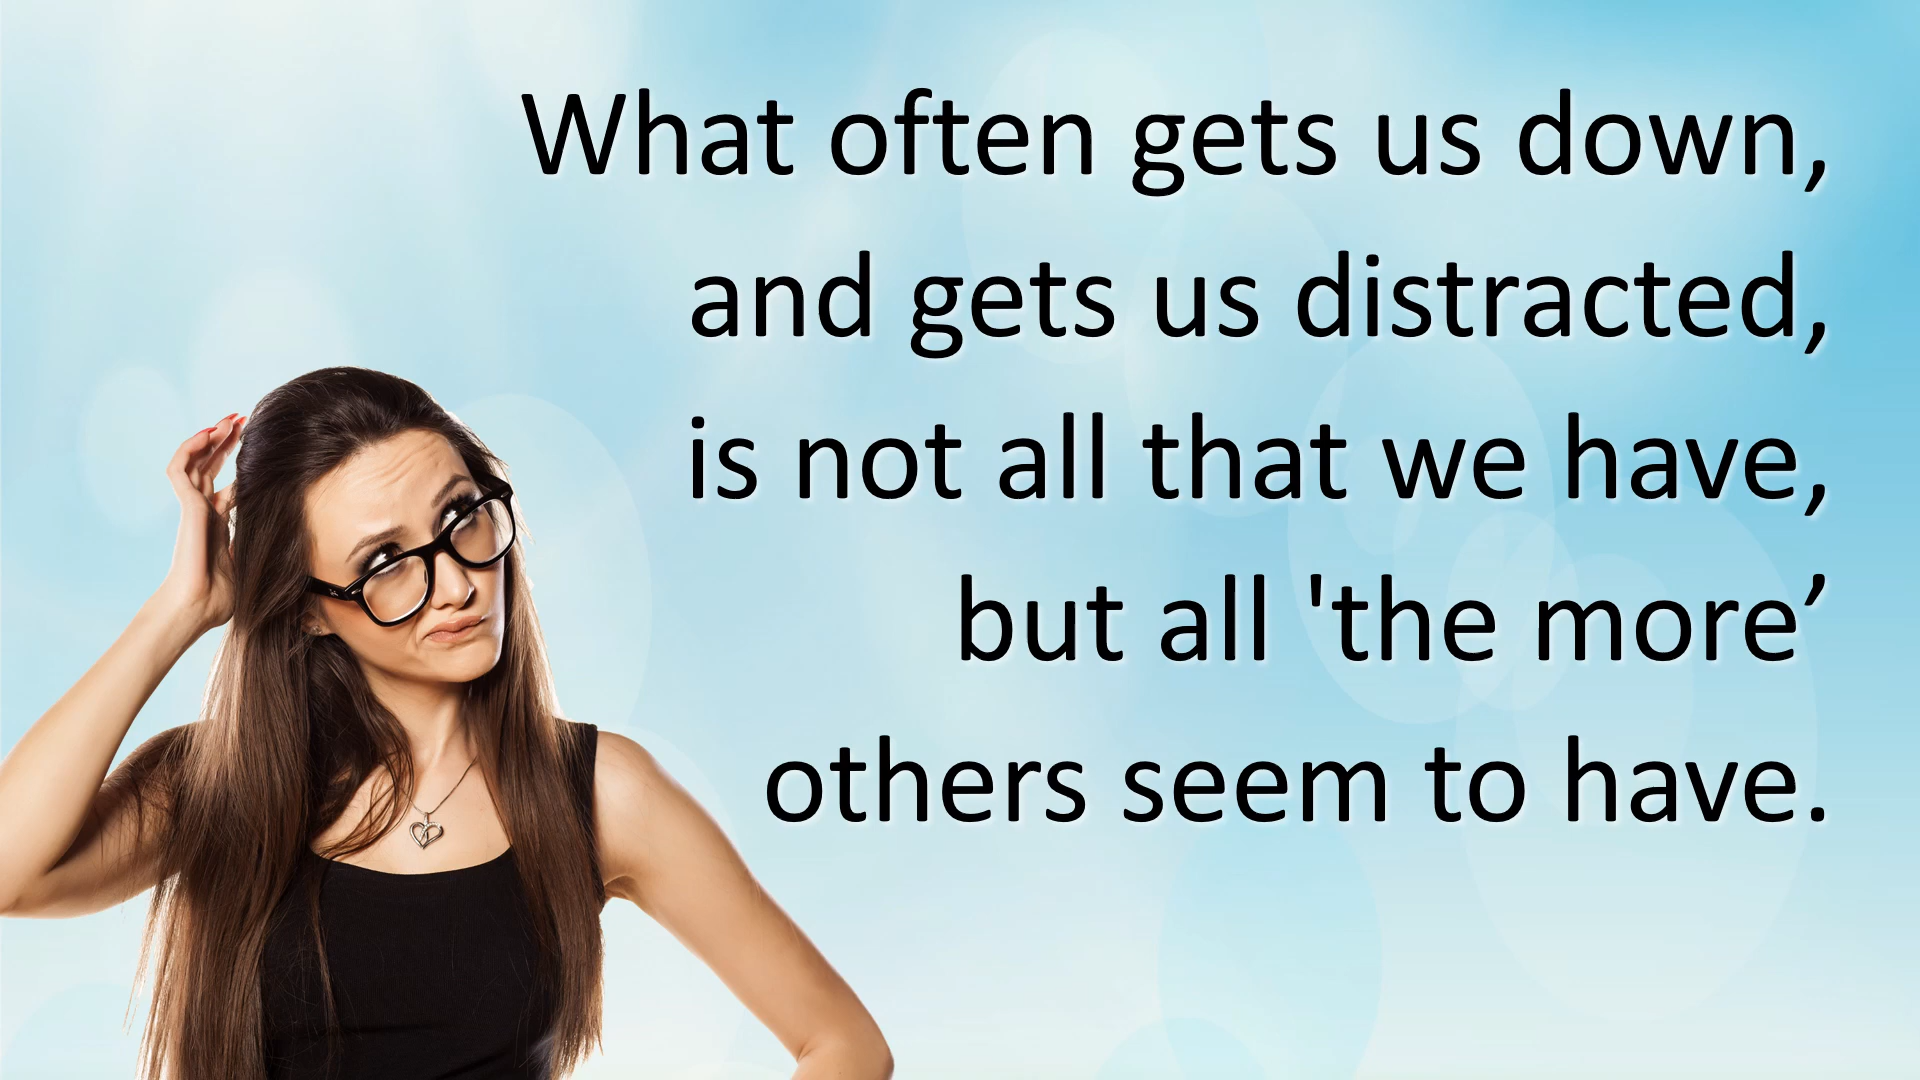 What often gets us down,
and gets us distracted,
is not all that we have,
but all 'the more’
others seem to have.